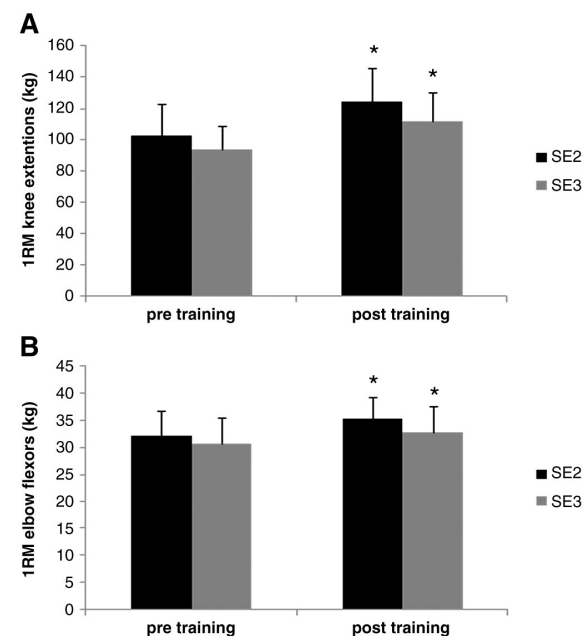 A
1RM knee extentions (kg)
160
140
120
100
80
60
40
20
0
*
*
SE2
SE3
pre training
post training
B
1RM elbow flexors (kg)
45
40
35
30
25
20
15
10
5
0
*
*
SE2
SE3
pre training
post training